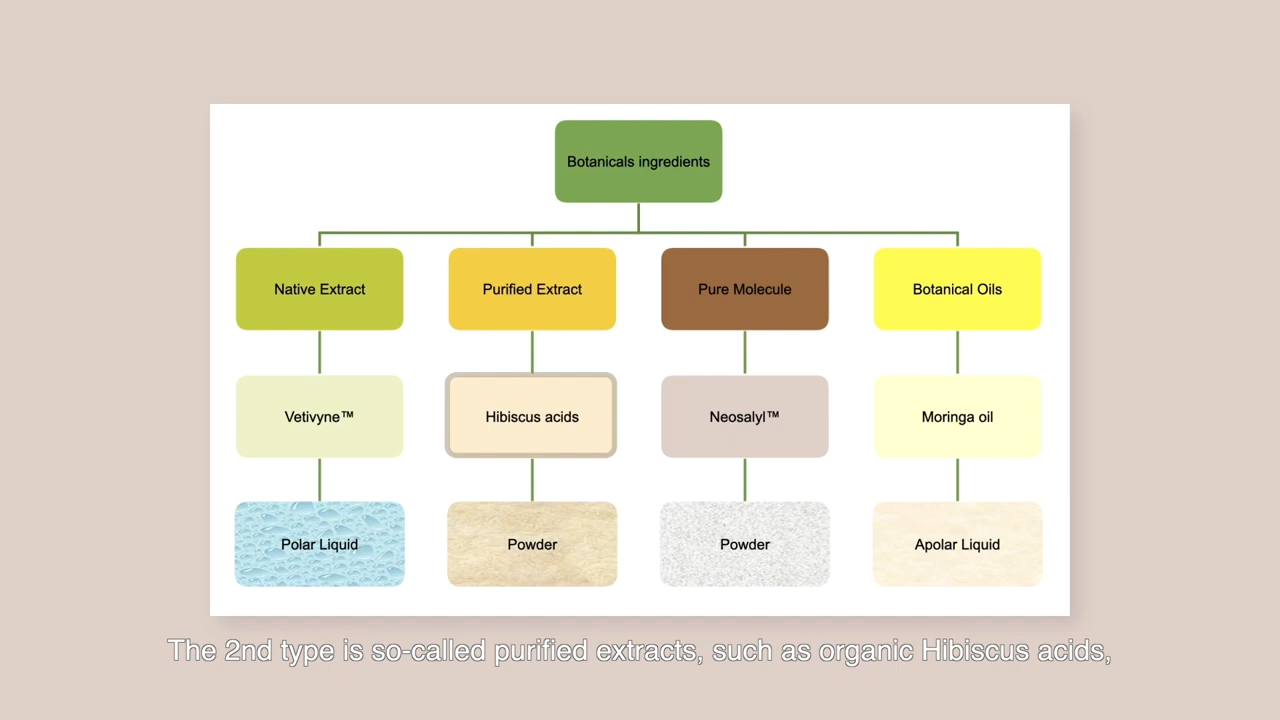 Botanicals ingredients
Native Extract
Purified Extract
Pure Molecule
Botanical Oils
Vetivyne™
Hibiscus acids
Neosalyl™
Moringa oil
Polar Liquid
Powder
Powder
Apolar Liquid
The 2nd type is so-called purified extracts, such as organic Hibiscus acids,